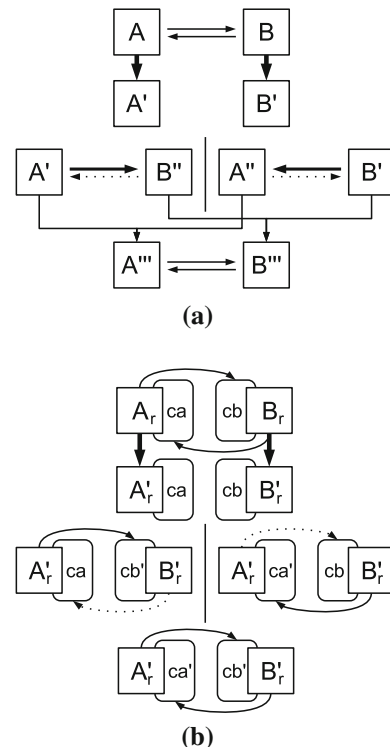 A B
A' B'
A' B'' A'' B'
A''' B'''
(a)
A_r ca cb B_r
A'_r ca cb B'_r
A'_r ca cb' B'_r A'_r ca' cb B'_r
A'_r ca' cb' B'_r
(b)